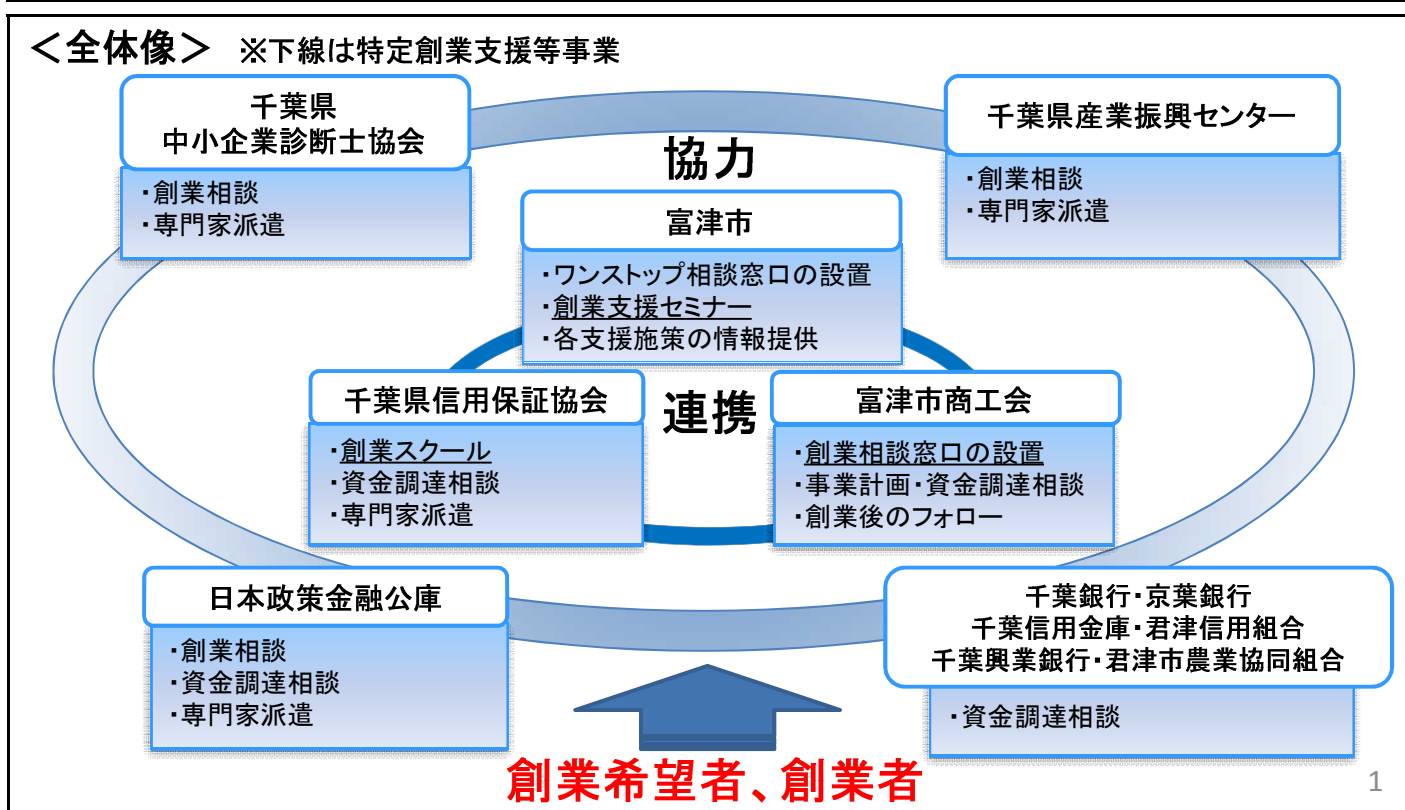 ＜全体像＞ ※下線は特定創業支援等事業
千葉県
中小企業診断士協会
・創業相談
・専門家派遣
千葉県産業振興センター
・創業相談
・専門家派遣
協力
富津市
・ワンストップ相談窓口の設置
・創業支援セミナー
・各支援施策の情報提供
連携
千葉県信用保証協会
・創業スクール
・資金調達相談
・専門家派遣
富津市商工会
・創業相談窓口の設置
・事業計画・資金調達相談
・創業後のフォロー
日本政策金融公庫
・創業相談
・資金調達相談
・専門家派遣
千葉銀行・京葉銀行
千葉信用金庫・君津信用組合
千葉興業銀行・君津市農業協同組合
・資金調達相談
創業希望者、創業者
1